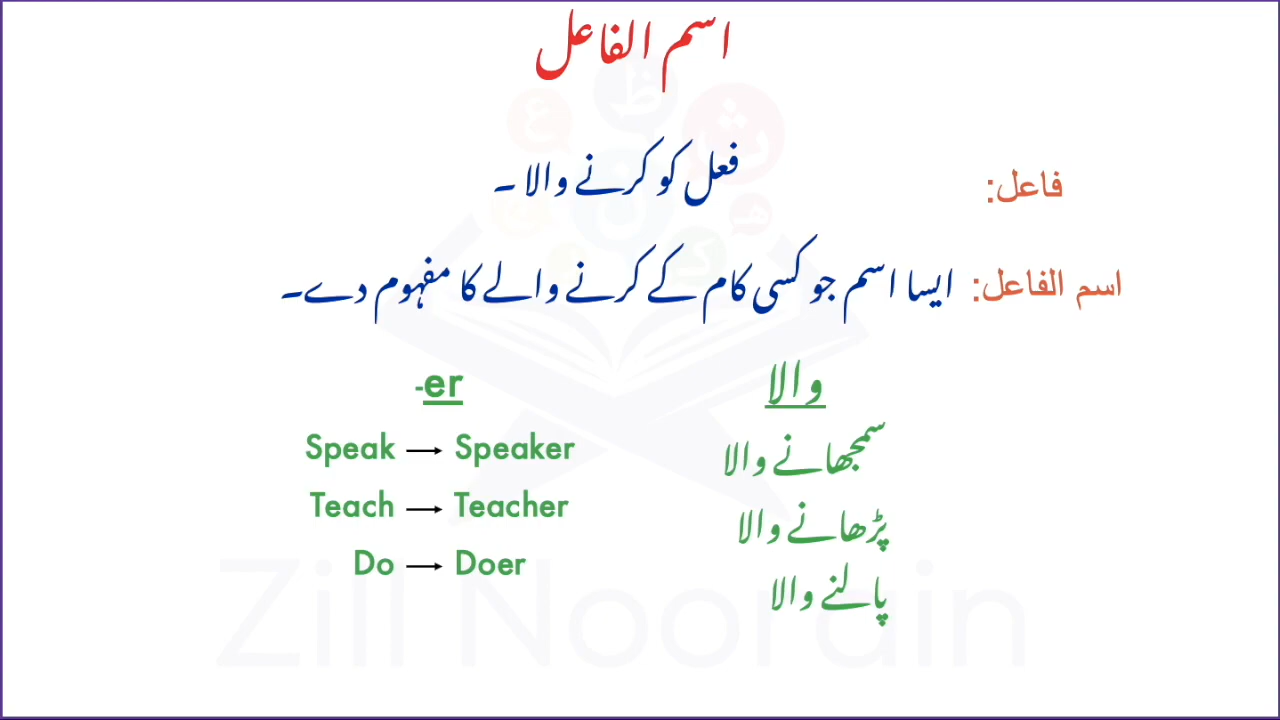 اسم الفاعل
فاعل: فعل کو کرنے والا ۔
اسم الفاعل: ایسا اسم جو کسی کام کے کرنے والے کا مفہوم دے۔
والا
سمجھانے والا
پڑھانے والا
پالنے والا
-er
Speak → Speaker
Teach → Teacher
Do → Doer
Zill Noorain